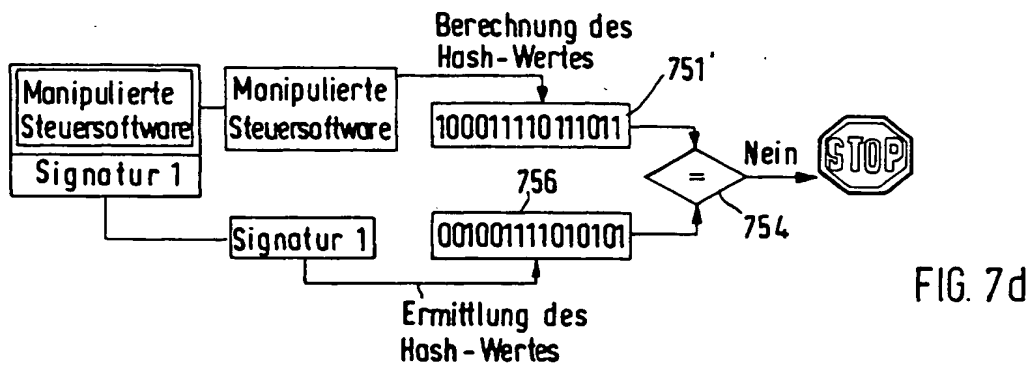 Berechnung des
Hash-Wertes
751'
Manipulierte
Steuersoftware
Signatur 1
Manipulierte
Steuersoftware
100011110111011
Nein
STOP
=
754
756
Signatur 1
001001111010101
Ermittlung des
Hash-Wertes
FIG. 7d